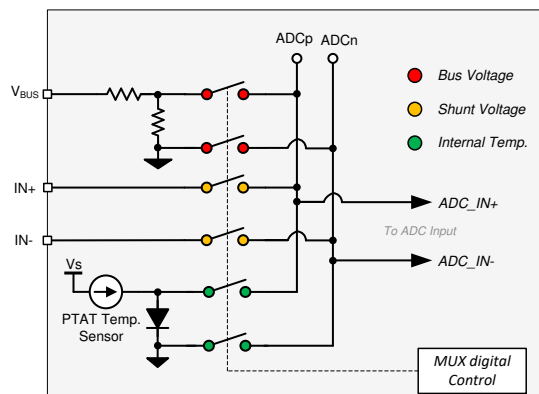 ADCp ADCn
VBUS
Bus Voltage
Shunt Voltage
Internal Temp.
IN+
ADC_IN+
To ADC Input
IN-
ADC_IN-
Vs
PTAT Temp.
Sensor
MUX digital
Control